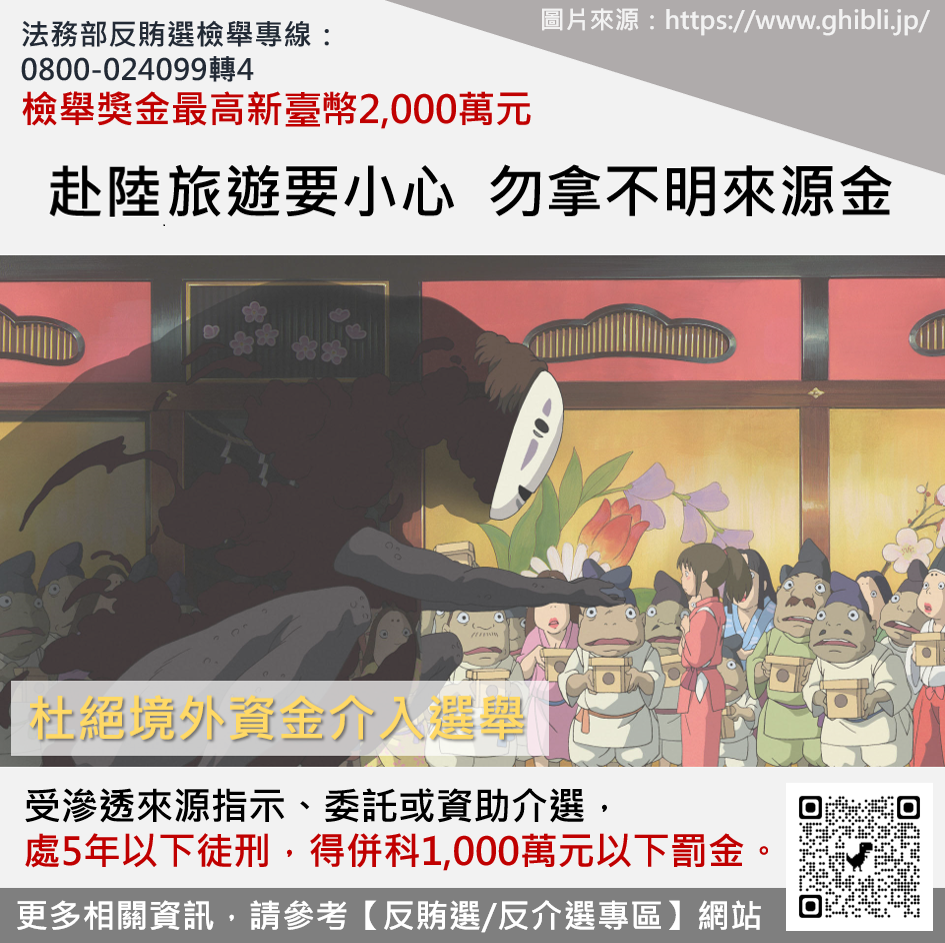 圖片來源：https://www.ghibli.jp/
法務部反賄選檢舉專線：
0800-024099轉4
檢舉獎金最高新臺幣2,000萬元
赴陸旅遊要小心 勿拿不明來源金
杜絕境外資金介入選舉
受滲透來源指示、委託或資助介選，
處5年以下徒刑，得併科1,000萬元以下罰金。
更多相關資訊，請參考【反賄選/反介選專區】網站